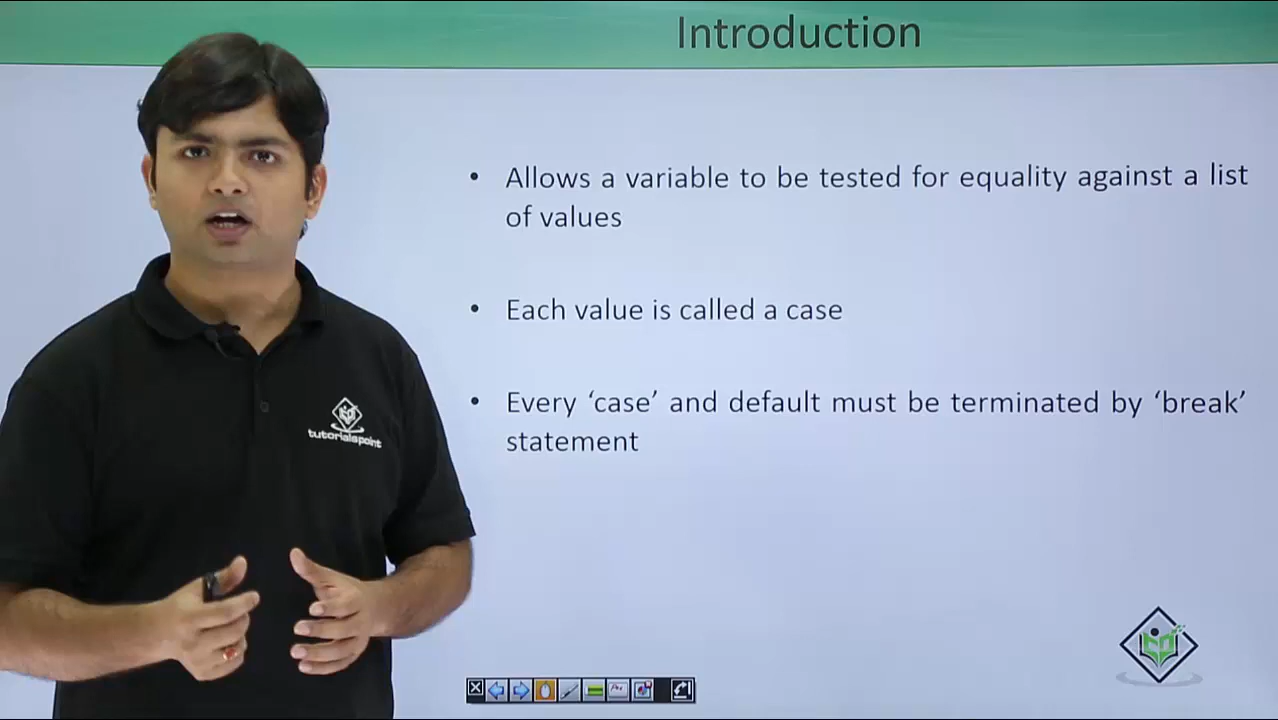 Introduction
• Allows a variable to be tested for equality against a list
of values
• Each value is called a case
• Every ‘case’ and default must be terminated by ‘break’
statement
tutorialspoint